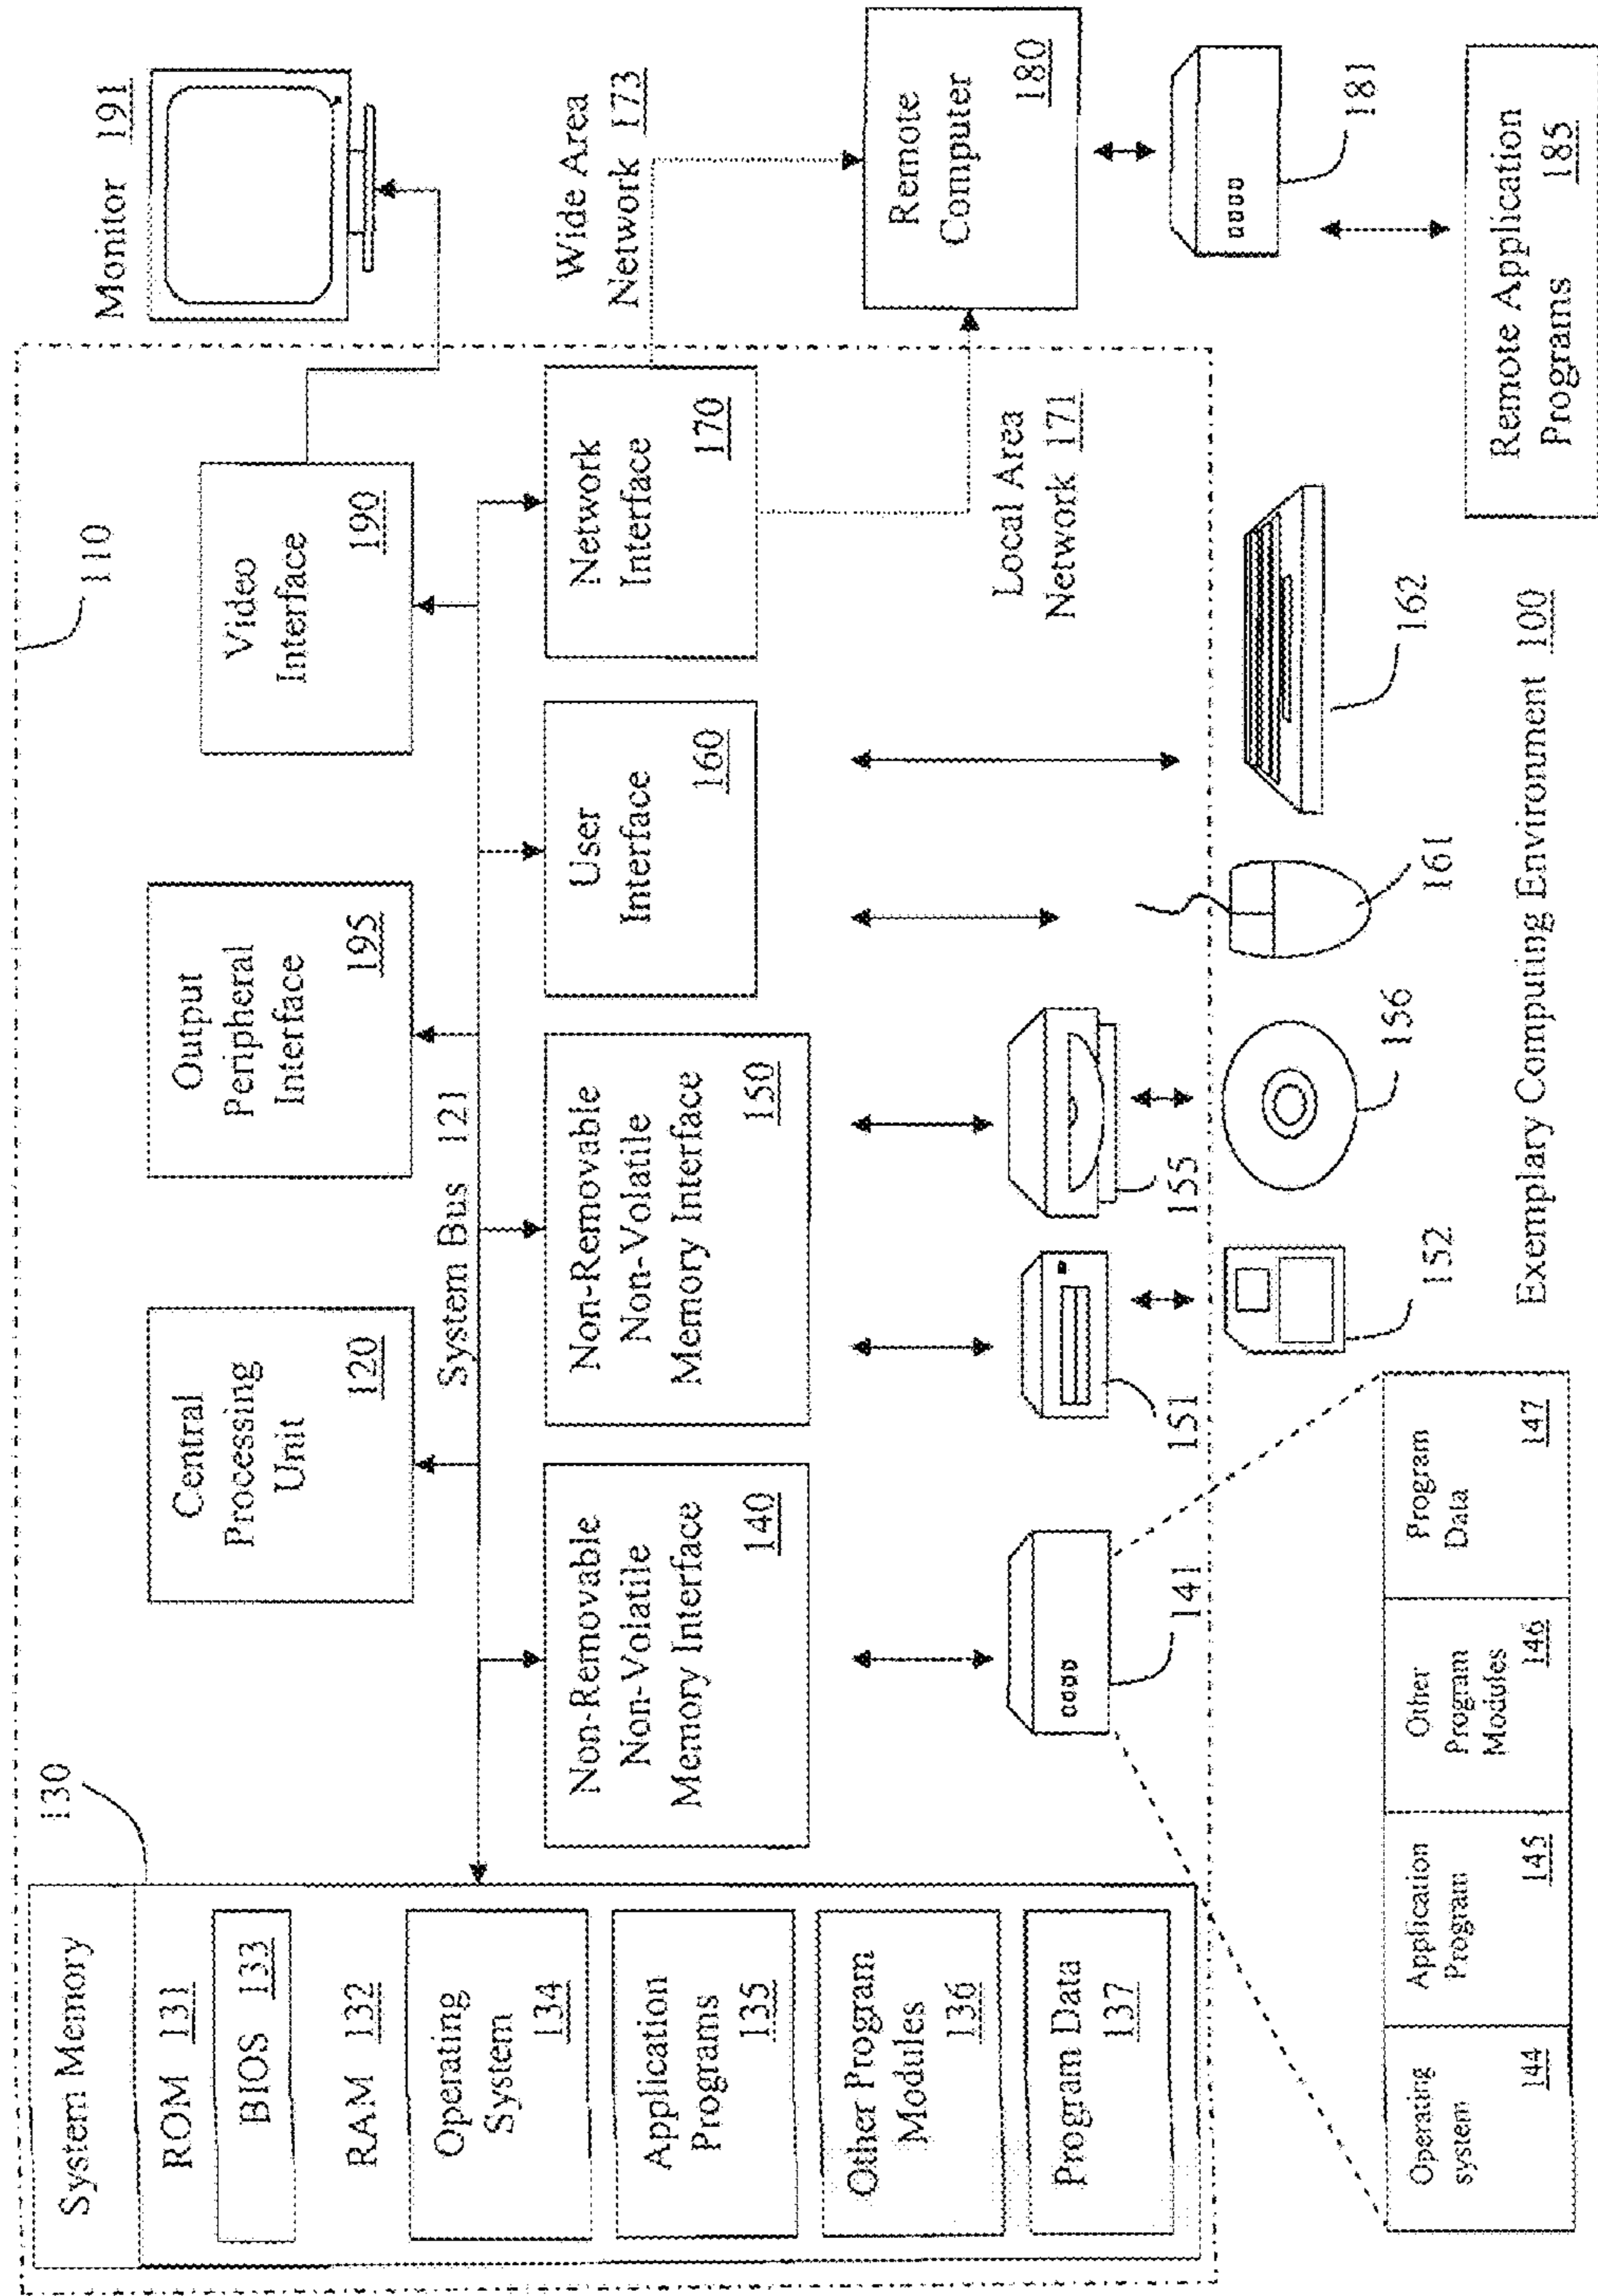 System Memory
130
ROM 131
BIOS 133
RAM 132
Operating
System
134
Application
Programs
135
Other Program
Modules
136
Program Data
137
110
Central
Processing
Unit
120
Output
Peripheral
Interface
195
Video
Interface
190
Monitor 191
System Bus 121
Non-Removable
Non-Volatile
Memory Interface
140
Non-Removable
Non-Volatile
Memory Interface
150
User
Interface
160
Network
Interface
170
Wide Area
Network 173
Local Area
Network 171
Remote
Computer
180
181
141
151
155
152
156
161
162
Operating
system
144
Application
Program
145
Other
Program
Modules
146
Program
Data
147
Remote Application
Programs 185
Exemplary Computing Environment 100